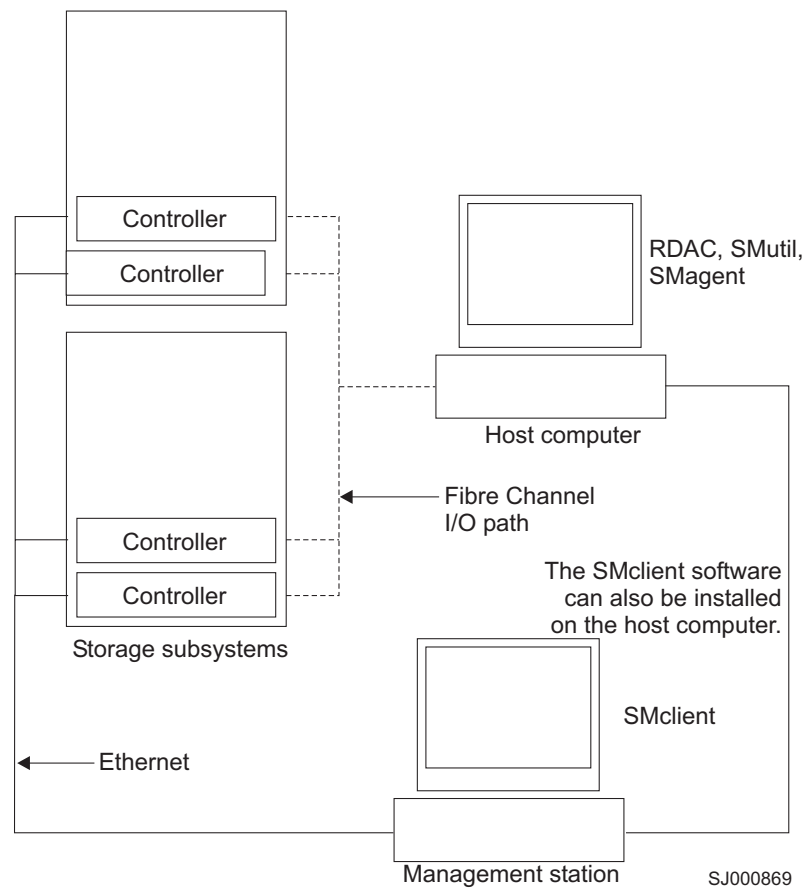 Controller
Controller
RDAC, SMutil,
SMagent
Host computer
Fibre Channel
I/O path
Controller
Controller
The SMclient software
can also be installed
on the host computer.
Storage subsystems
SMclient
Ethernet
Management station
SJ000869